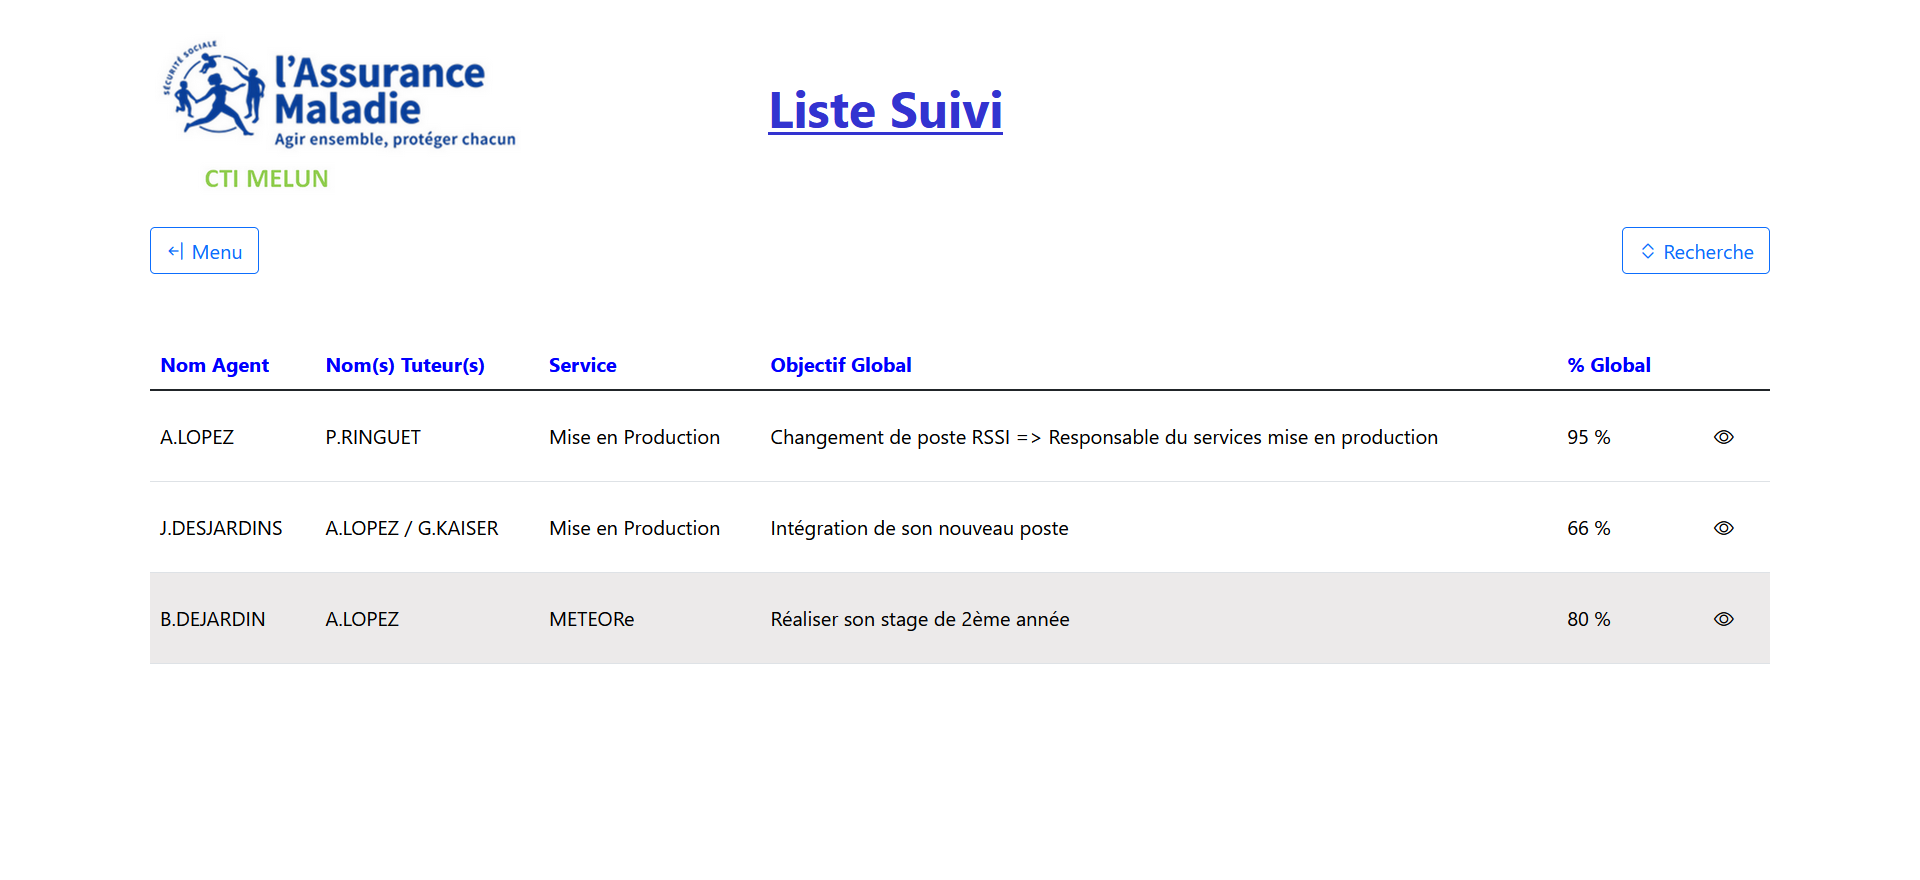 SÉCURITÉ SOCIALE
l'Assurance
Maladie
Agir ensemble, protéger chacun
CTI MELUN
Liste Suivi
Menu
Recherche
Nom Agent Nom(s) Tuteur(s) Service Objectif Global % Global
A.LOPEZ P.RINGUET Mise en Production Changement de poste RSSI => Responsable du services mise en production 95 %
J.DESJARDINS A.LOPEZ / G.KAISER Mise en Production Intégration de son nouveau poste 66 %
B.DEJARDIN A.LOPEZ METEORe Réaliser son stage de 2ème année 80 %